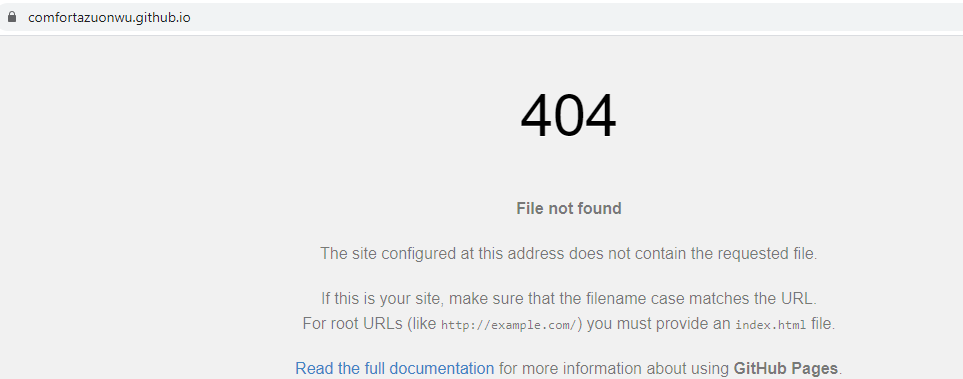 comfortazuonwu.github.io
404
File not found
The site configured at this address does not contain the requested file.
If this is your site, make sure that the filename case matches the URL.
For root URLs (like http://example.com/) you must provide an index.html file.
Read the full documentation for more information about using GitHub Pages.